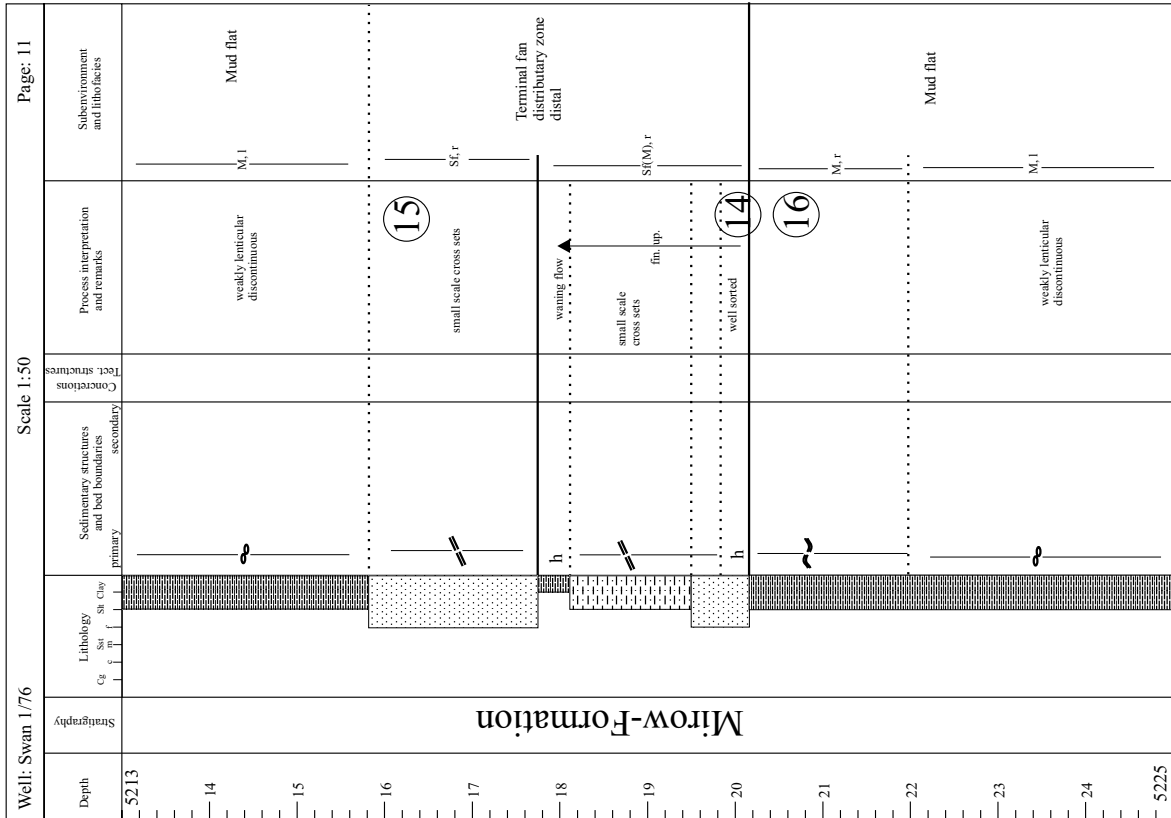 Well: Swan 1/76
Scale 1:50
Page: 11
Depth
Stratigraphy
Lithology
Cg
c
m
Sst
f
Slt
Clay
Sedimentary structures
and bed boundaries
primary
secondary
Concretions
Tect. structures
Process interpretation
and remarks
Subenvironment
and lithofacies
5213
14
15
16
17
18
19
20
21
22
23
24
5225
Mirow-Formation
h
h
weakly lenticular
discontinuous
small scale cross sets
15
waning flow
small scale
cross sets
fin. up.
well sorted
14
16
weakly lenticular
discontinuous
M, l
Sf, r
Sf(M), r
M, r
M, l
Mud flat
Terminal fan
distributary zone
distal
Mud flat